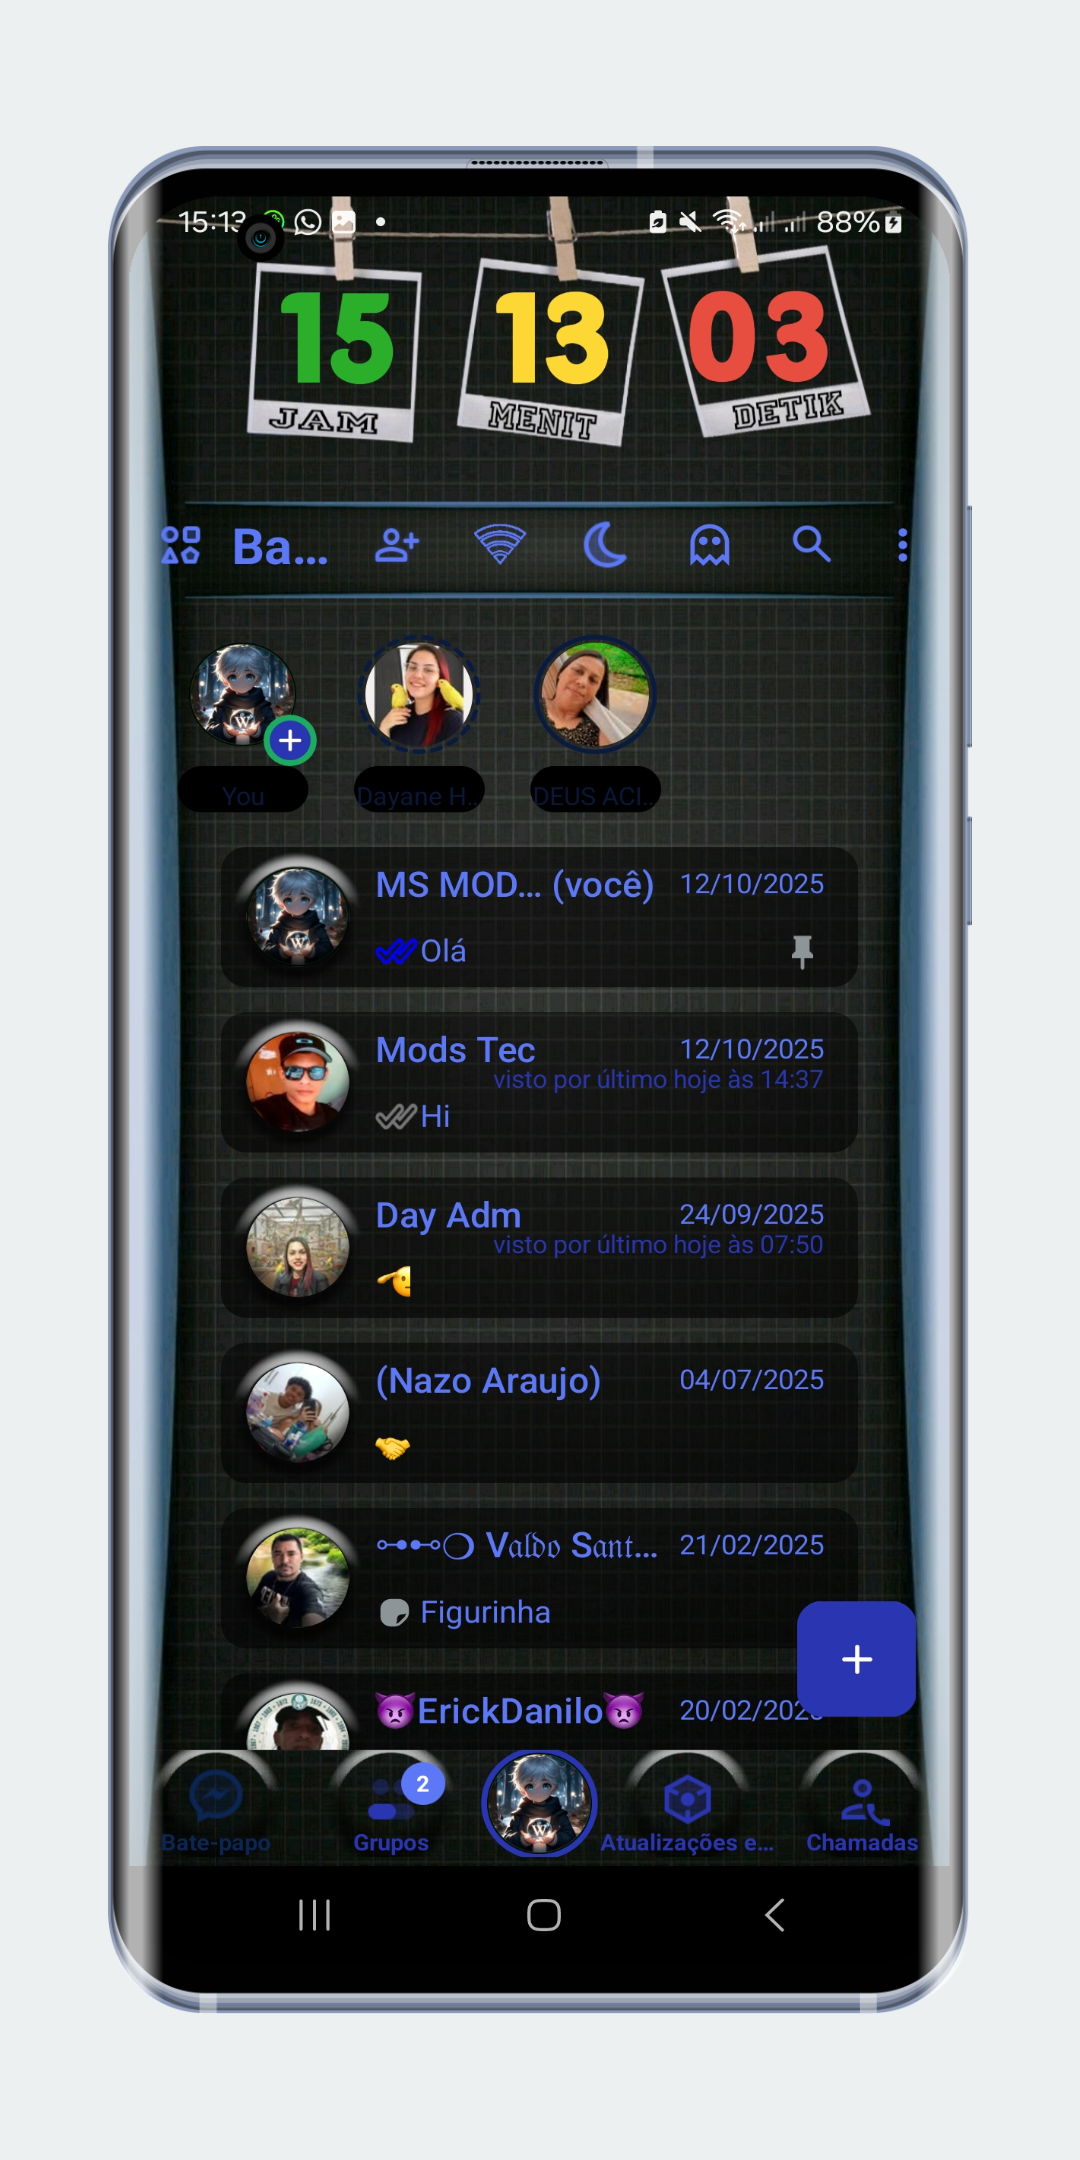 15:13 88%
15 13 03
JAM MENIT DETIK
Ba...
You Dayane H.. DEUS ACI..
MS MOD... (você) 12/10/2025
Olá
Mods Tec 12/10/2025
visto por último hoje às 14:37
Hi
Day Adm 24/09/2025
visto por último hoje às 07:50
(Nazo Araujo) 04/07/2025
Valdo Sant... 21/02/2025
Figurinha
ErickDanilo 20/02/2025
2
Bate-papo Grupos Atualizações e... Chamadas